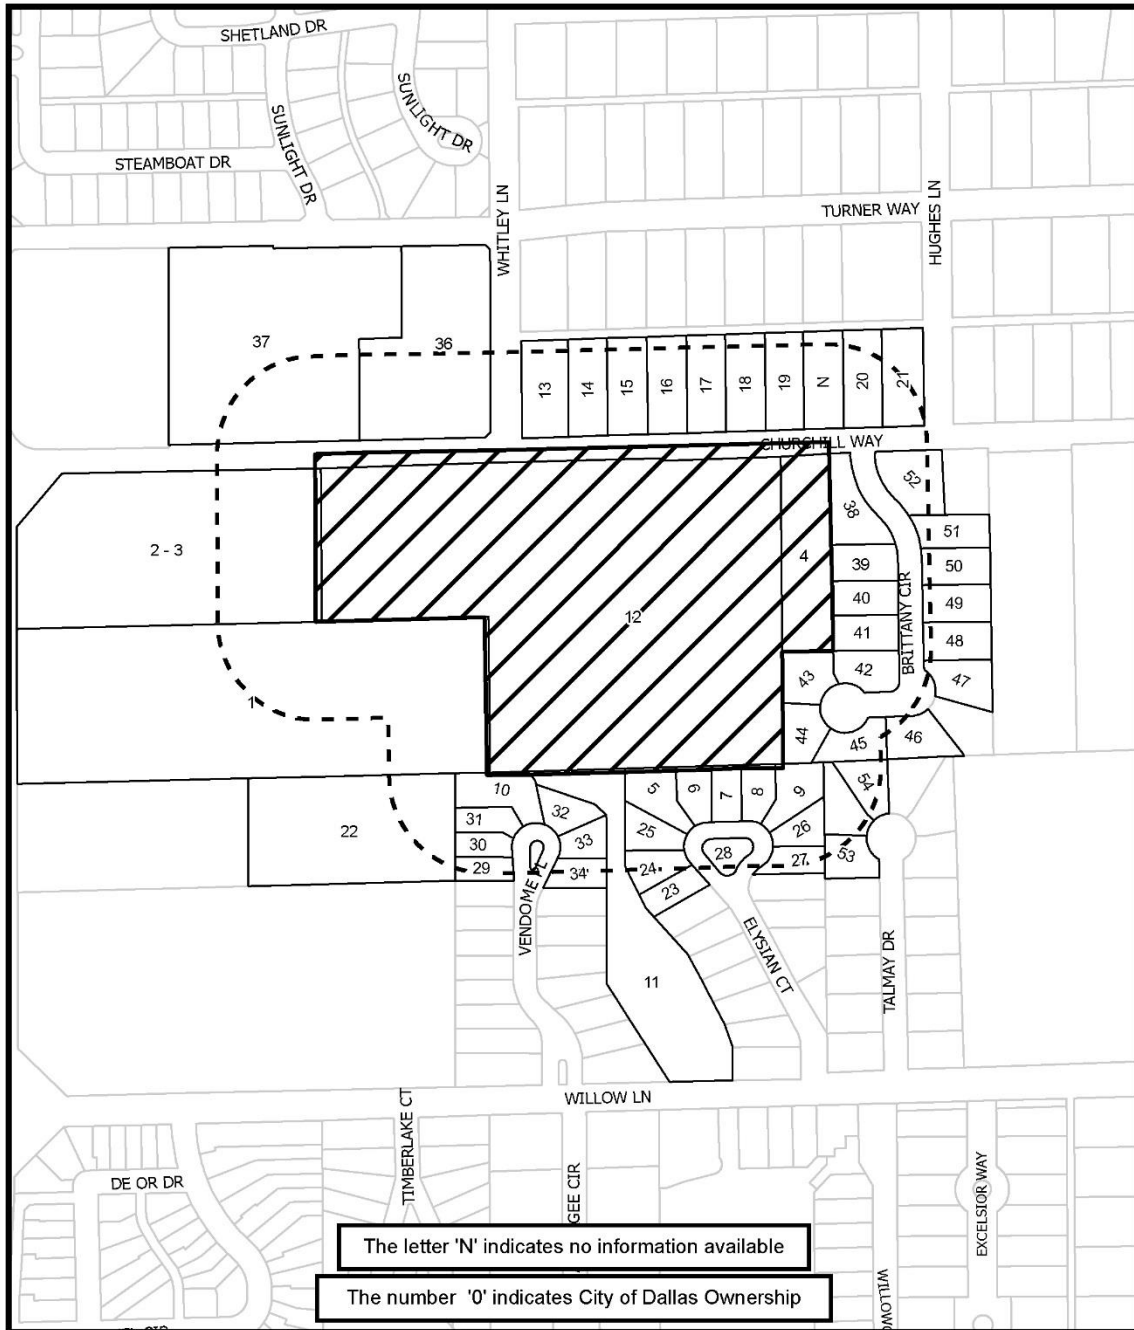 SHETLAND DR
SUNLIGHT DR
SUNLIGHT DR
STEAMBOAT DR
WHITLEY LN
TURNER WAY
HUGHES LN
37
36
13
14
15
16
17
18
19
N
20
21
CHURCHILL WAY
52
38
51
2 - 3
4
39
50
40
49
12
41
BRITTANY CIR
48
42
43
47
1
44
45
46
10
5
6
7
8
9
54
32
31
22
25
26
33
30
28
53
29
34
24
27
23
VENDOME PL
ELYSIAN CT
TALMAY DR
11
WILLOW LN
TIMBERLAKE CT
DE OR DR
GEE CIR
EXCELSIOR WAY
The letter 'N' indicates no information available
The number '0' indicates City of Dallas Ownership